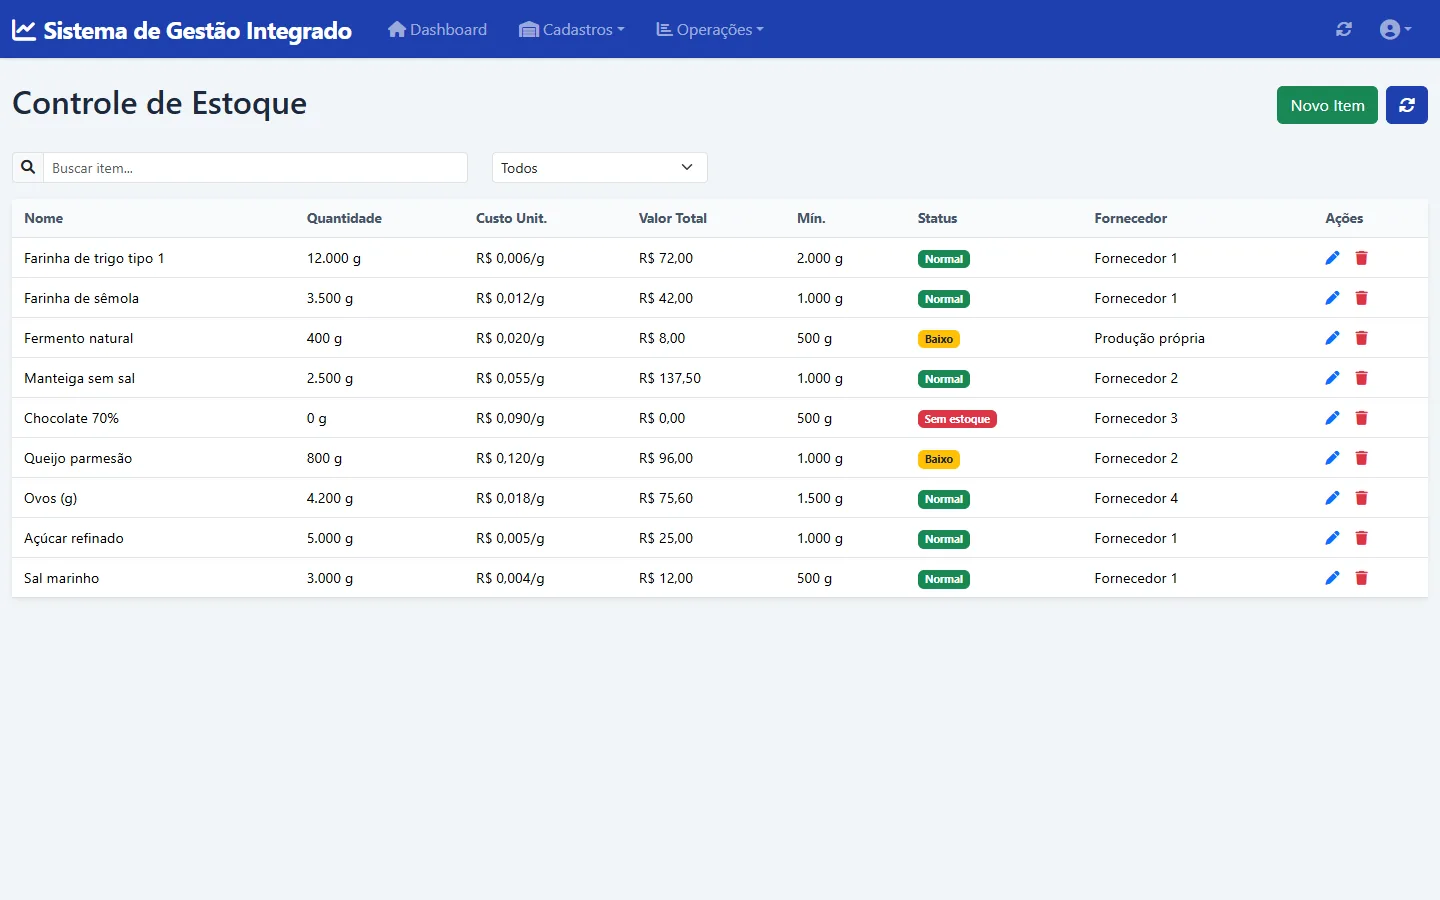 Sistema de Gestão Integrado Dashboard Cadastros Operações
Controle de Estoque
Novo Item
Buscar item... Todos
Nome Quantidade Custo Unit. Valor Total Mín. Status Fornecedor Ações
Farinha de trigo tipo 1 12.000 g R$ 0,006/g R$ 72,00 2.000 g Normal Fornecedor 1
Farinha de sêmola 3.500 g R$ 0,012/g R$ 42,00 1.000 g Normal Fornecedor 1
Fermento natural 400 g R$ 0,020/g R$ 8,00 500 g Baixo Produção própria
Manteiga sem sal 2.500 g R$ 0,055/g R$ 137,50 1.000 g Normal Fornecedor 2
Chocolate 70% 0 g R$ 0,090/g R$ 0,00 500 g Sem estoque Fornecedor 3
Queijo parmesão 800 g R$ 0,120/g R$ 96,00 1.000 g Baixo Fornecedor 2
Ovos (g) 4.200 g R$ 0,018/g R$ 75,60 1.500 g Normal Fornecedor 4
Açúcar refinado 5.000 g R$ 0,005/g R$ 25,00 1.000 g Normal Fornecedor 1
Sal marinho 3.000 g R$ 0,004/g R$ 12,00 500 g Normal Fornecedor 1